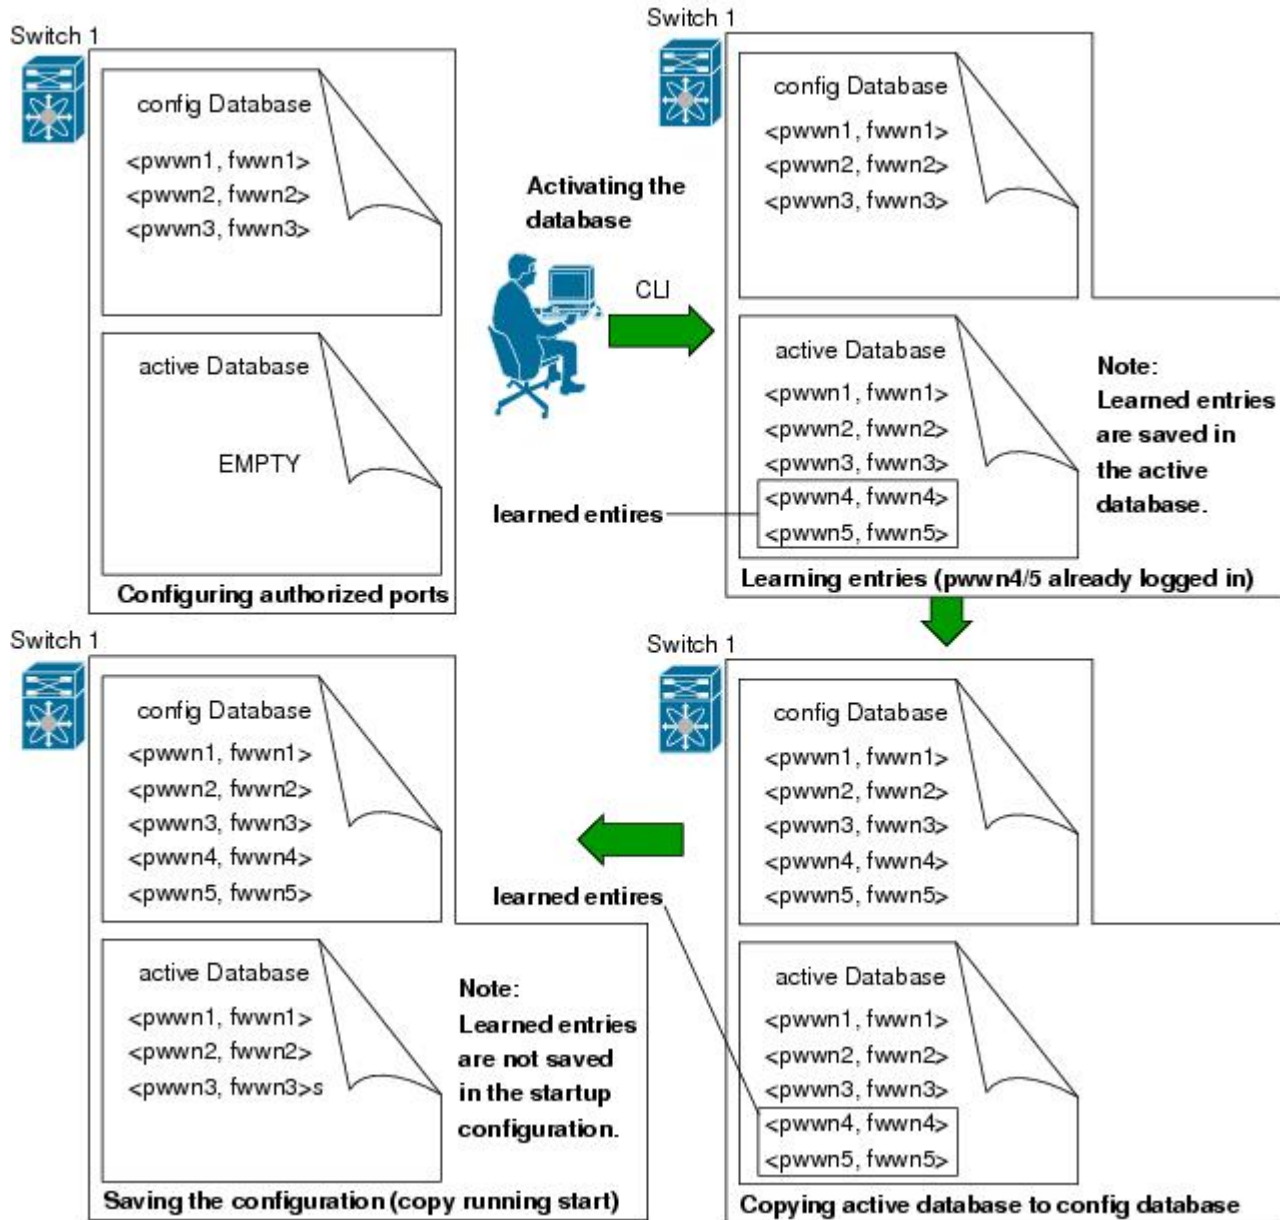 Switch 1
config Database
<pwwn1, fwwn1>
<pwwn2, fwwn2>
<pwwn3, fwwn3>
active Database
EMPTY
Configuring authorized ports
Activating the
database
CLI
Switch 1
config Database
<pwwn1, fwwn1>
<pwwn2, fwwn2>
<pwwn3, fwwn3>
active Database
<pwwn1, fwwn1>
<pwwn2, fwwn2>
<pwwn3, fwwn3>
<pwwn4, fwwn4>
<pwwn5, fwwn5>
learned entires
Note:
Learned entries
are saved in
the active
database.
Learning entries (pwwn4/5 already logged in)
Switch 1
config Database
<pwwn1, fwwn1>
<pwwn2, fwwn2>
<pwwn3, fwwn3>
<pwwn4, fwwn4>
<pwwn5, fwwn5>
active Database
<pwwn1, fwwn1>
<pwwn2, fwwn2>
<pwwn3, fwwn3>s
Note:
Learned entries
are not saved
in the startup
configuration.
Saving the configuration (copy running start)
Switch 1
config Database
<pwwn1, fwwn1>
<pwwn2, fwwn2>
<pwwn3, fwwn3>
<pwwn4, fwwn4>
<pwwn5, fwwn5>
learned entires
active Database
<pwwn1, fwwn1>
<pwwn2, fwwn2>
<pwwn3, fwwn3>
<pwwn4, fwwn4>
<pwwn5, fwwn5>
Copying active database to config database